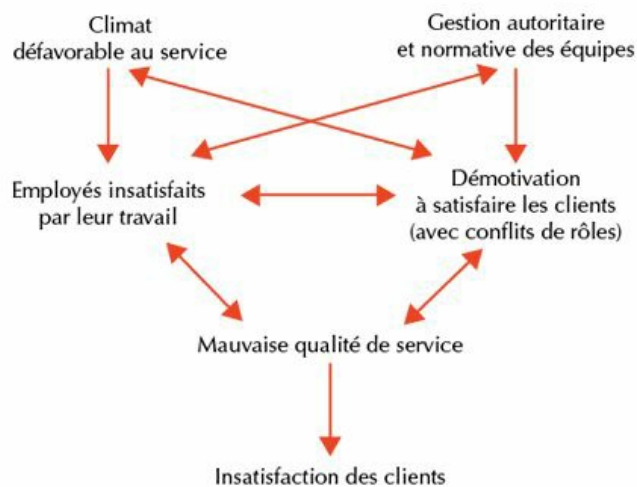 Climat
défavorable au service
Gestion autoritaire
et normative des équipes
Employés insatisfaits
par leur travail
Démotivation
à satisfaire les clients
(avec conflits de rôles)
Mauvaise qualité de service
Insatisfaction des clients